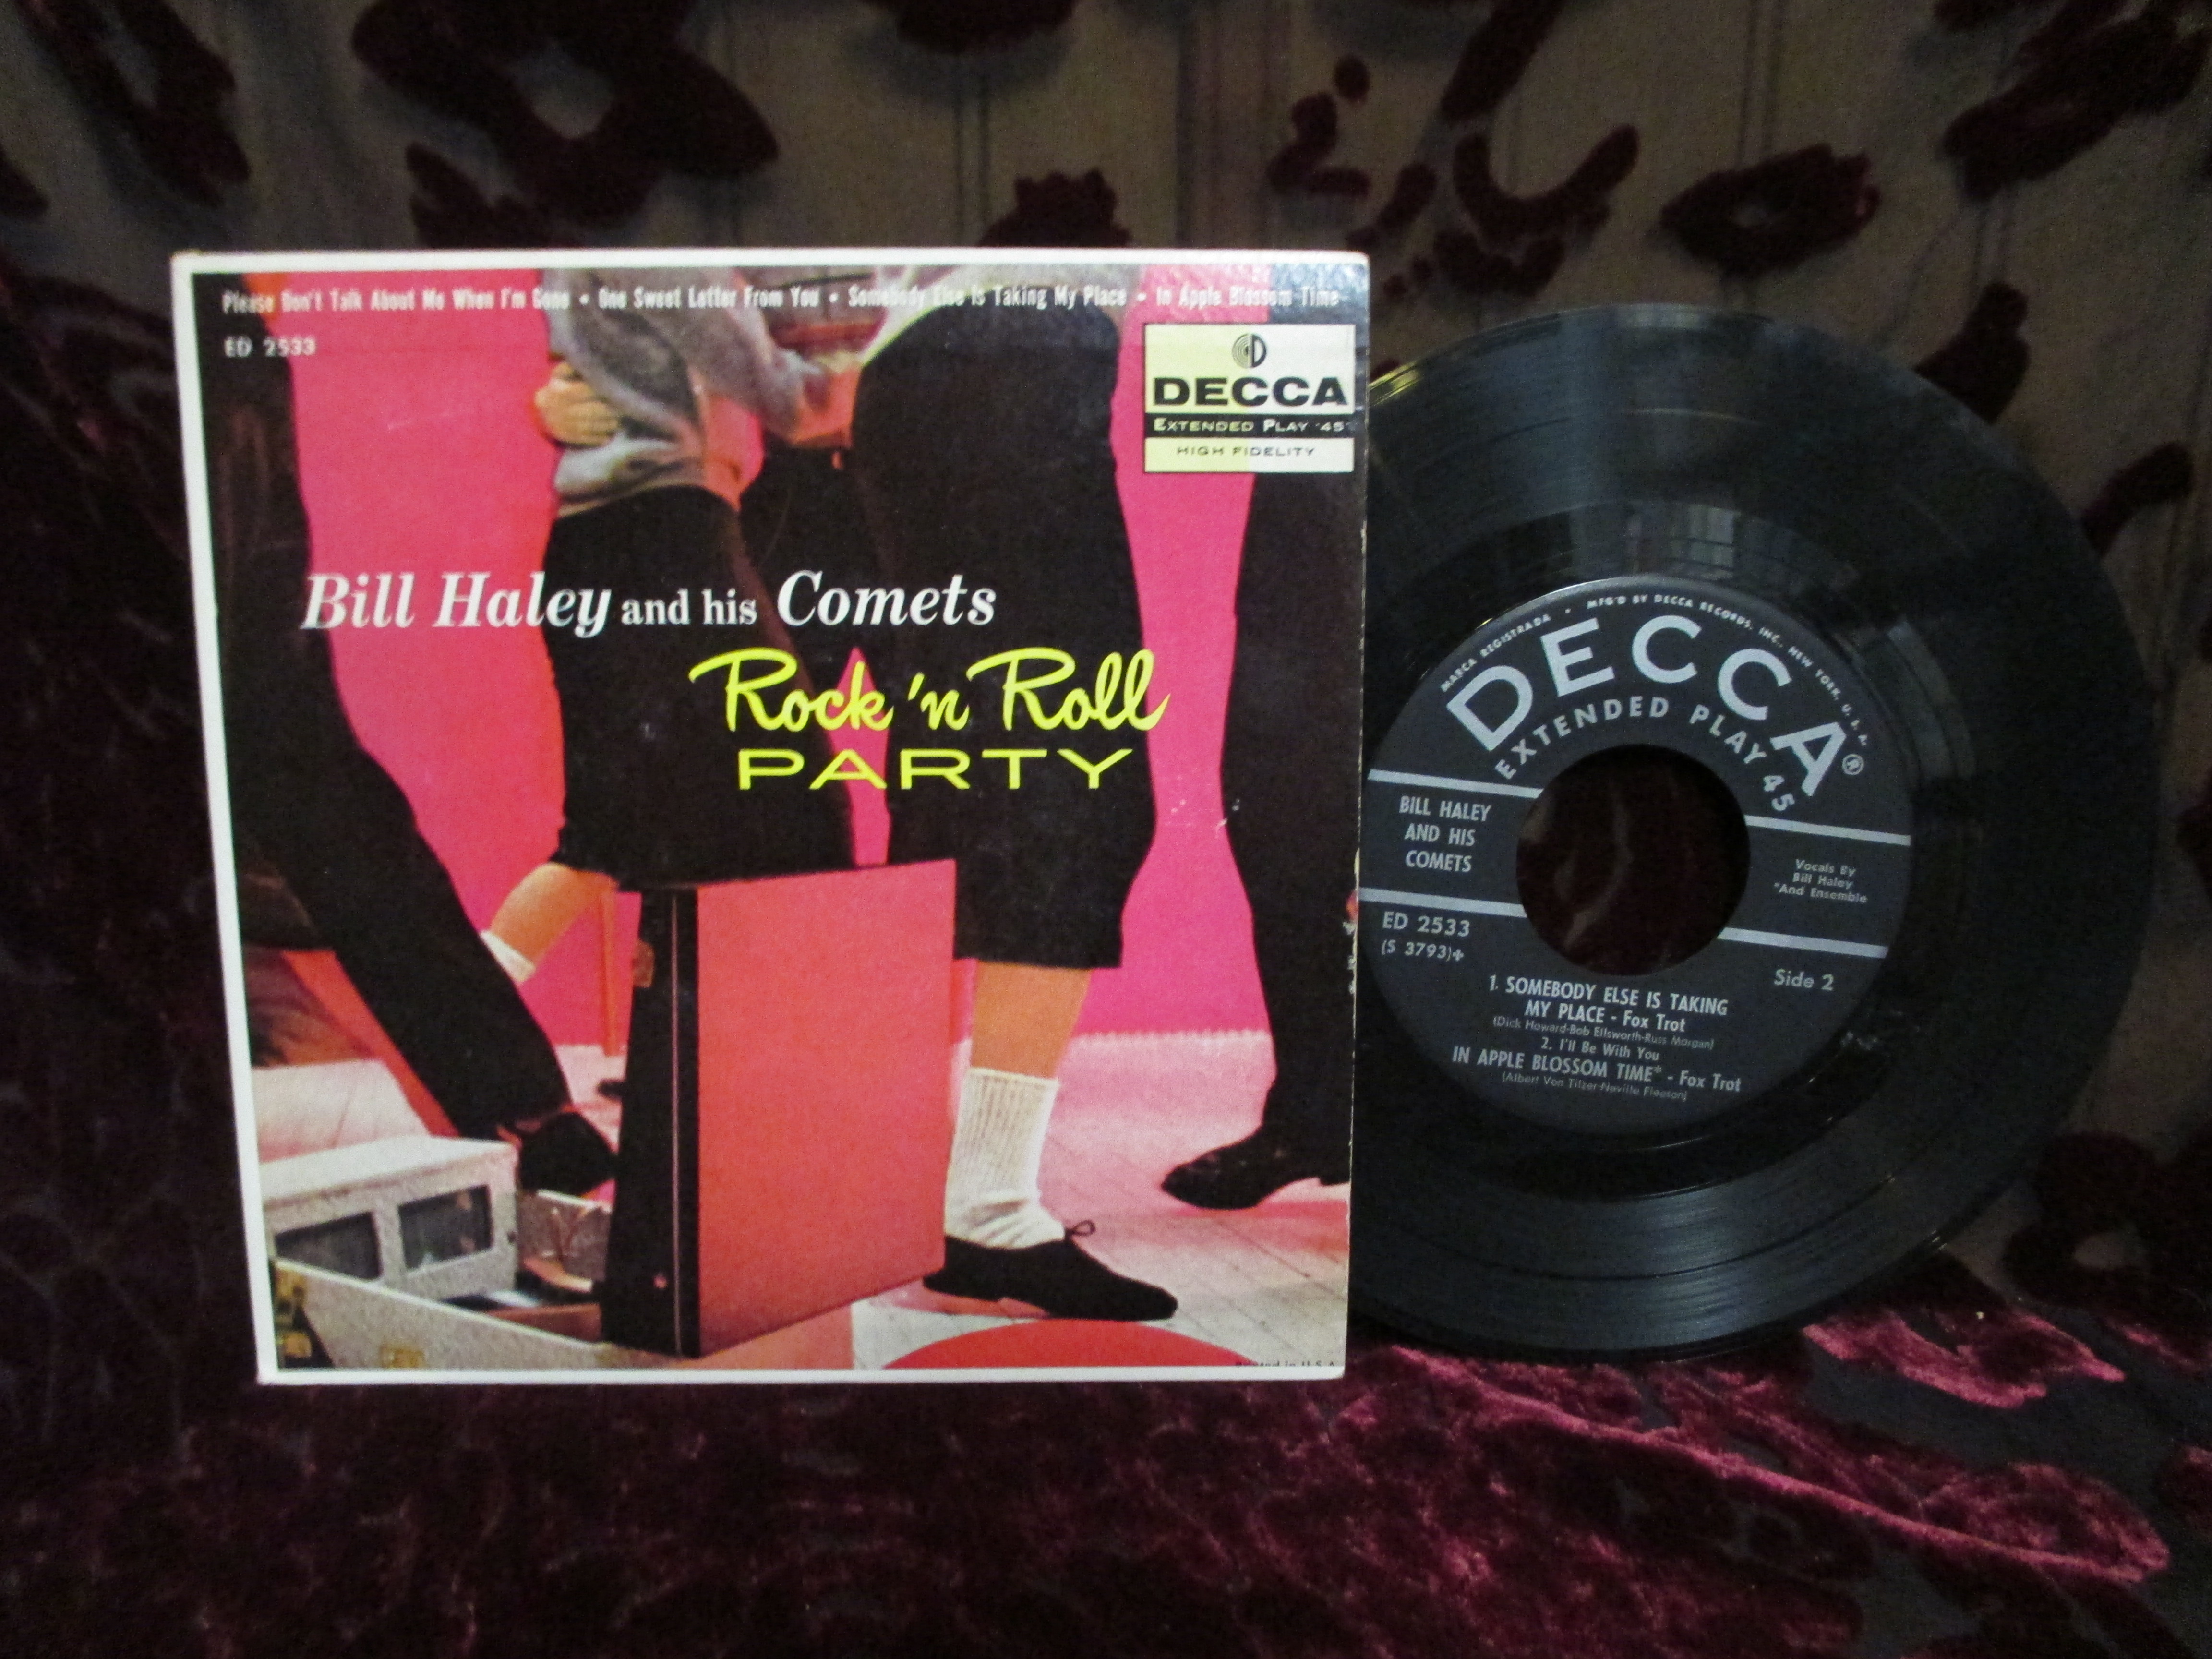 Please Don't Talk About Me When I'm Gone • One Sweet Letter From You • Somebody Else Is Taking My Place • In Apple Blossom Time
ED 2533
DECCA
EXTENDED PLAY '45'
HIGH FIDELITY
Bill Haley and his Comets
Rock 'n Roll
PARTY
Printed in U.S.A.
MARCA REGISTRADA • MFG'D BY DECCA RECORDS, INC., NEW YORK, U.S.A.
DECCA®
EXTENDED PLAY 45
BILL HALEY
AND HIS
COMETS
Vocals By
Bill Haley
*And Ensemble
ED 2533
(S 3793)+
Side 2
1. SOMEBODY ELSE IS TAKING
MY PLACE - Fox Trot
(Dick Howard-Bob Ellsworth-Russ Morgan)
2. I'll Be With You
IN APPLE BLOSSOM TIME* - Fox Trot
(Albert Von Tilzer-Neville Fleeson)